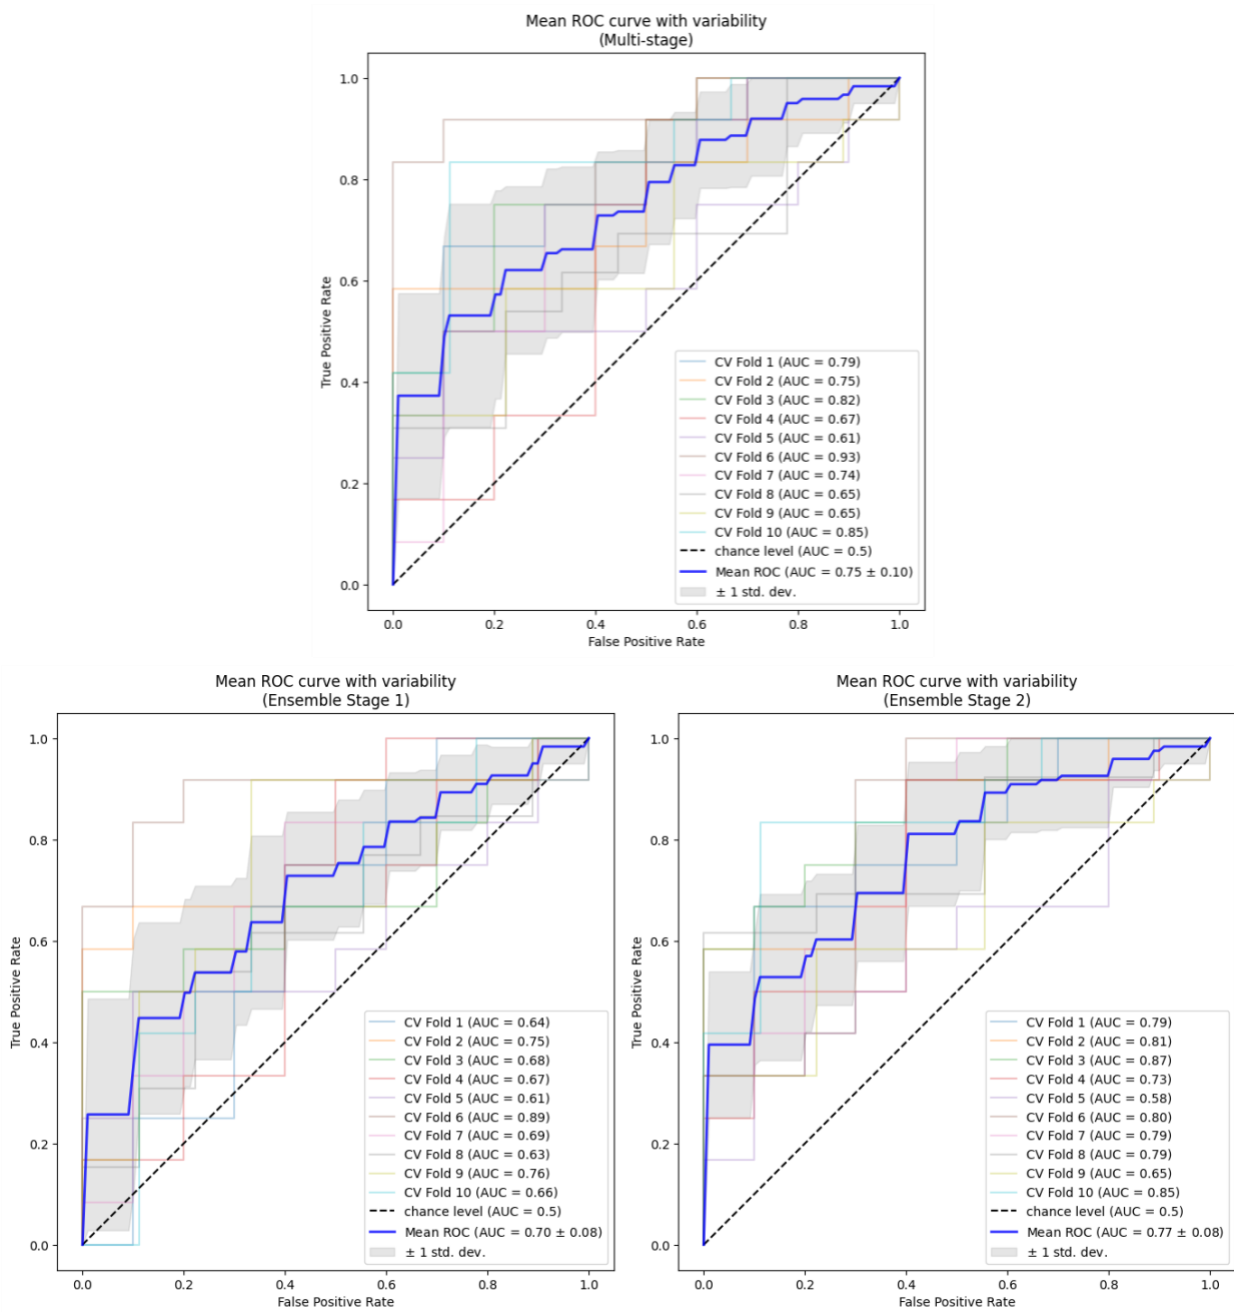 Mean ROC curve with variability
(Multi-stage)
1.0
0.8
0.6
0.4
0.2
0.0
True Positive Rate
CV Fold 1 (AUC = 0.79)
CV Fold 2 (AUC = 0.75)
CV Fold 3 (AUC = 0.82)
CV Fold 4 (AUC = 0.67)
CV Fold 5 (AUC = 0.61)
CV Fold 6 (AUC = 0.93)
CV Fold 7 (AUC = 0.74)
CV Fold 8 (AUC = 0.65)
CV Fold 9 (AUC = 0.65)
CV Fold 10 (AUC = 0.85)
chance level (AUC = 0.5)
Mean ROC (AUC = 0.75 ± 0.10)
± 1 std. dev.
0.0 0.2 0.4 0.6 0.8 1.0
False Positive Rate
Mean ROC curve with variability
(Ensemble Stage 1)
1.0
0.8
0.6
0.4
0.2
0.0
True Positive Rate
CV Fold 1 (AUC = 0.64)
CV Fold 2 (AUC = 0.75)
CV Fold 3 (AUC = 0.68)
CV Fold 4 (AUC = 0.67)
CV Fold 5 (AUC = 0.61)
CV Fold 6 (AUC = 0.89)
CV Fold 7 (AUC = 0.69)
CV Fold 8 (AUC = 0.63)
CV Fold 9 (AUC = 0.76)
CV Fold 10 (AUC = 0.66)
chance level (AUC = 0.5)
Mean ROC (AUC = 0.70 ± 0.08)
± 1 std. dev.
0.0 0.2 0.4 0.6 0.8 1.0
False Positive Rate
Mean ROC curve with variability
(Ensemble Stage 2)
1.0
0.8
0.6
0.4
0.2
0.0
True Positive Rate
CV Fold 1 (AUC = 0.79)
CV Fold 2 (AUC = 0.81)
CV Fold 3 (AUC = 0.87)
CV Fold 4 (AUC = 0.73)
CV Fold 5 (AUC = 0.58)
CV Fold 6 (AUC = 0.80)
CV Fold 7 (AUC = 0.79)
CV Fold 8 (AUC = 0.79)
CV Fold 9 (AUC = 0.65)
CV Fold 10 (AUC = 0.85)
chance level (AUC = 0.5)
Mean ROC (AUC = 0.77 ± 0.08)
± 1 std. dev.
0.0 0.2 0.4 0.6 0.8 1.0
False Positive Rate